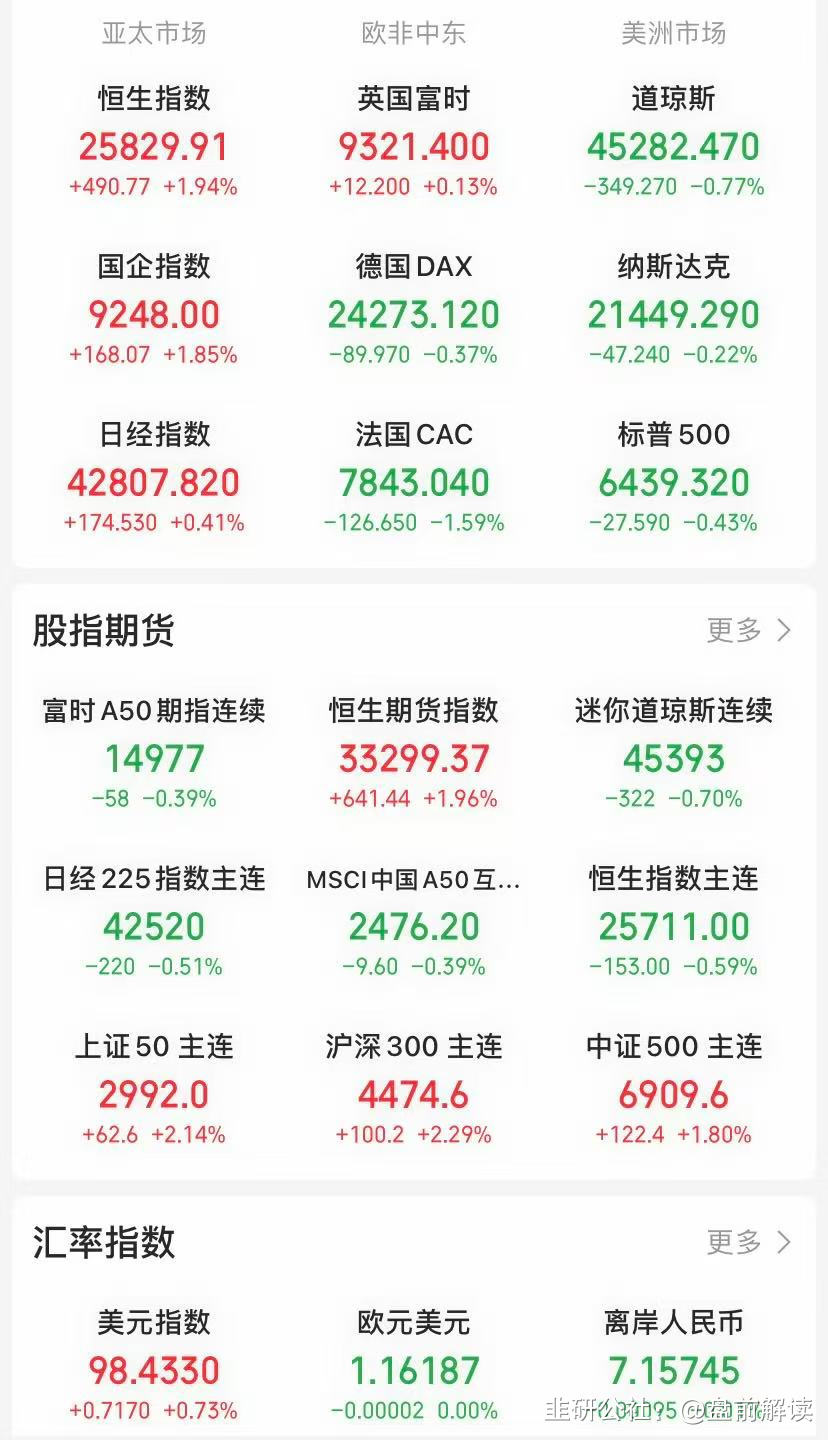 亚太市场 欧非中东 美洲市场
恒生指数 英国富时 道琼斯
25829.91 9321.400 45282.470
+490.77 +1.94% +12.200 +0.13% -349.270 -0.77%
国企指数 德国DAX 纳斯达克
9248.00 24273.120 21449.290
+168.07 +1.85% -89.970 -0.37% -47.240 -0.22%
日经指数 法国CAC 标普500
42807.820 7843.040 6439.320
+174.530 +0.41% -126.650 -1.59% -27.590 -0.43%
股指期货 更多 >
富时A50期指连续 恒生期货指数 迷你道琼斯连续
14977 33299.37 45393
-58 -0.39% +641.44 +1.96% -322 -0.70%
日经225指数主连 MSCI中国A50互... 恒生指数主连
42520 2476.20 25711.00
-220 -0.51% -9.60 -0.39% -153.00 -0.59%
上证50 主连 沪深300 主连 中证500 主连
2992.0 4474.6 6909.6
+62.6 +2.14% +100.2 +2.29% +122.4 +1.80%
汇率指数 更多 >
美元指数 欧元美元 离岸人民币
98.4330 1.16187 7.15745
+0.7170 +0.73% -0.00002 0.00%
韭研公社 @盘前解读